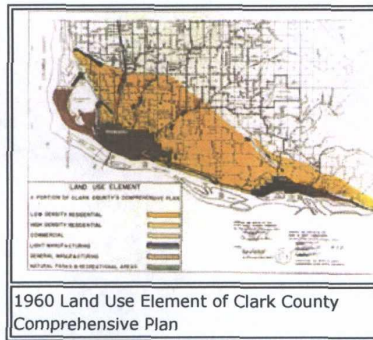 LAND USE ELEMENT
A PORTION OF CLARK COUNTY'S COMPREHENSIVE PLAN
LOW DENSITY RESIDENTIAL
HIGH DENSITY RESIDENTIAL
COMMERCIAL
LIGHT MANUFACTURING
GENERAL MANUFACTURING
NATURAL PARKS & RECREATIONAL AREAS
1960 Land Use Element of Clark County
Comprehensive Plan